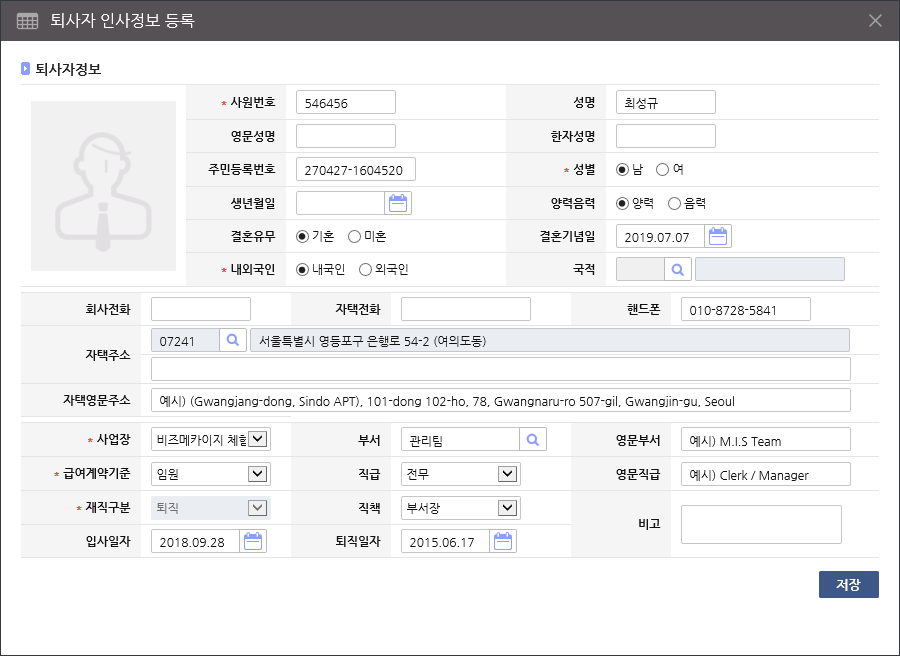 퇴사자 인사정보 등록
퇴사자정보
* 사원번호 546456 성명 최성규
영문성명 한자성명
주민등록번호 270427-1604520 * 성별 남 여
생년월일 양력음력 양력 음력
결혼유무 기혼 미혼 결혼기념일 2019.07.07
* 내외국인 내국인 외국인 국적
회사전화 자택전화 핸드폰 010-8728-5841
자택주소 07241 서울특별시 영등포구 은행로 54-2 (여의도동)
자택영문주소 예시) (Gwangjang-dong, Sindo APT), 101-dong 102-ho, 78, Gwangnaru-ro 507-gil, Gwangjin-gu, Seoul
* 사업장 비즈메카이지 체험 부서 관리팀 영문부서 예시) M.I.S Team
* 급여계약기준 임원 직급 전무 영문직급 예시) Clerk / Manager
* 재직구분 퇴직 직책 부서장 비고
입사일자 2018.09.28 퇴직일자 2015.06.17
저장